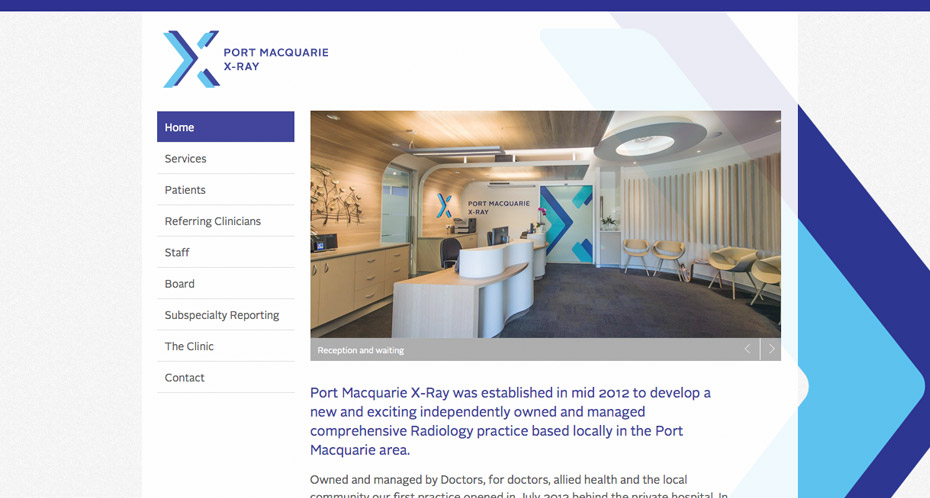 PORT MACQUARIE
X-RAY
Home
Services
Patients
Referring Clinicians
Staff
Board
Subspecialty Reporting
The Clinic
Contact
PORT MACQUARIE
X-RAY
Reception and waiting
Port Macquarie X-Ray was established in mid 2012 to develop a
new and exciting independently owned and managed
comprehensive Radiology practice based locally in the Port
Macquarie area.
Owned and managed by Doctors, for doctors, allied health and the local
community our first practice opened in July 2012 behind the private hospital. In